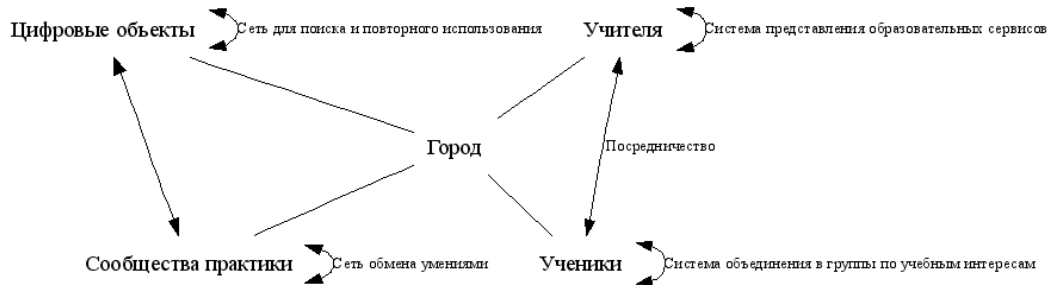 Цифровые объекты
Сеть для поиска и повторного использования
Учителя
Система представления образовательных сервисов
Город
Посредничество
Сообщества практики
Сеть обмена умениями
Ученики
Система объединения в группы по учебным интересам